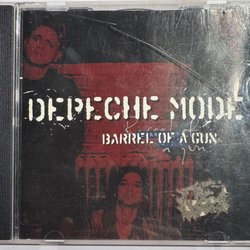 DEPECHE MODE
BARREL OF A GUN